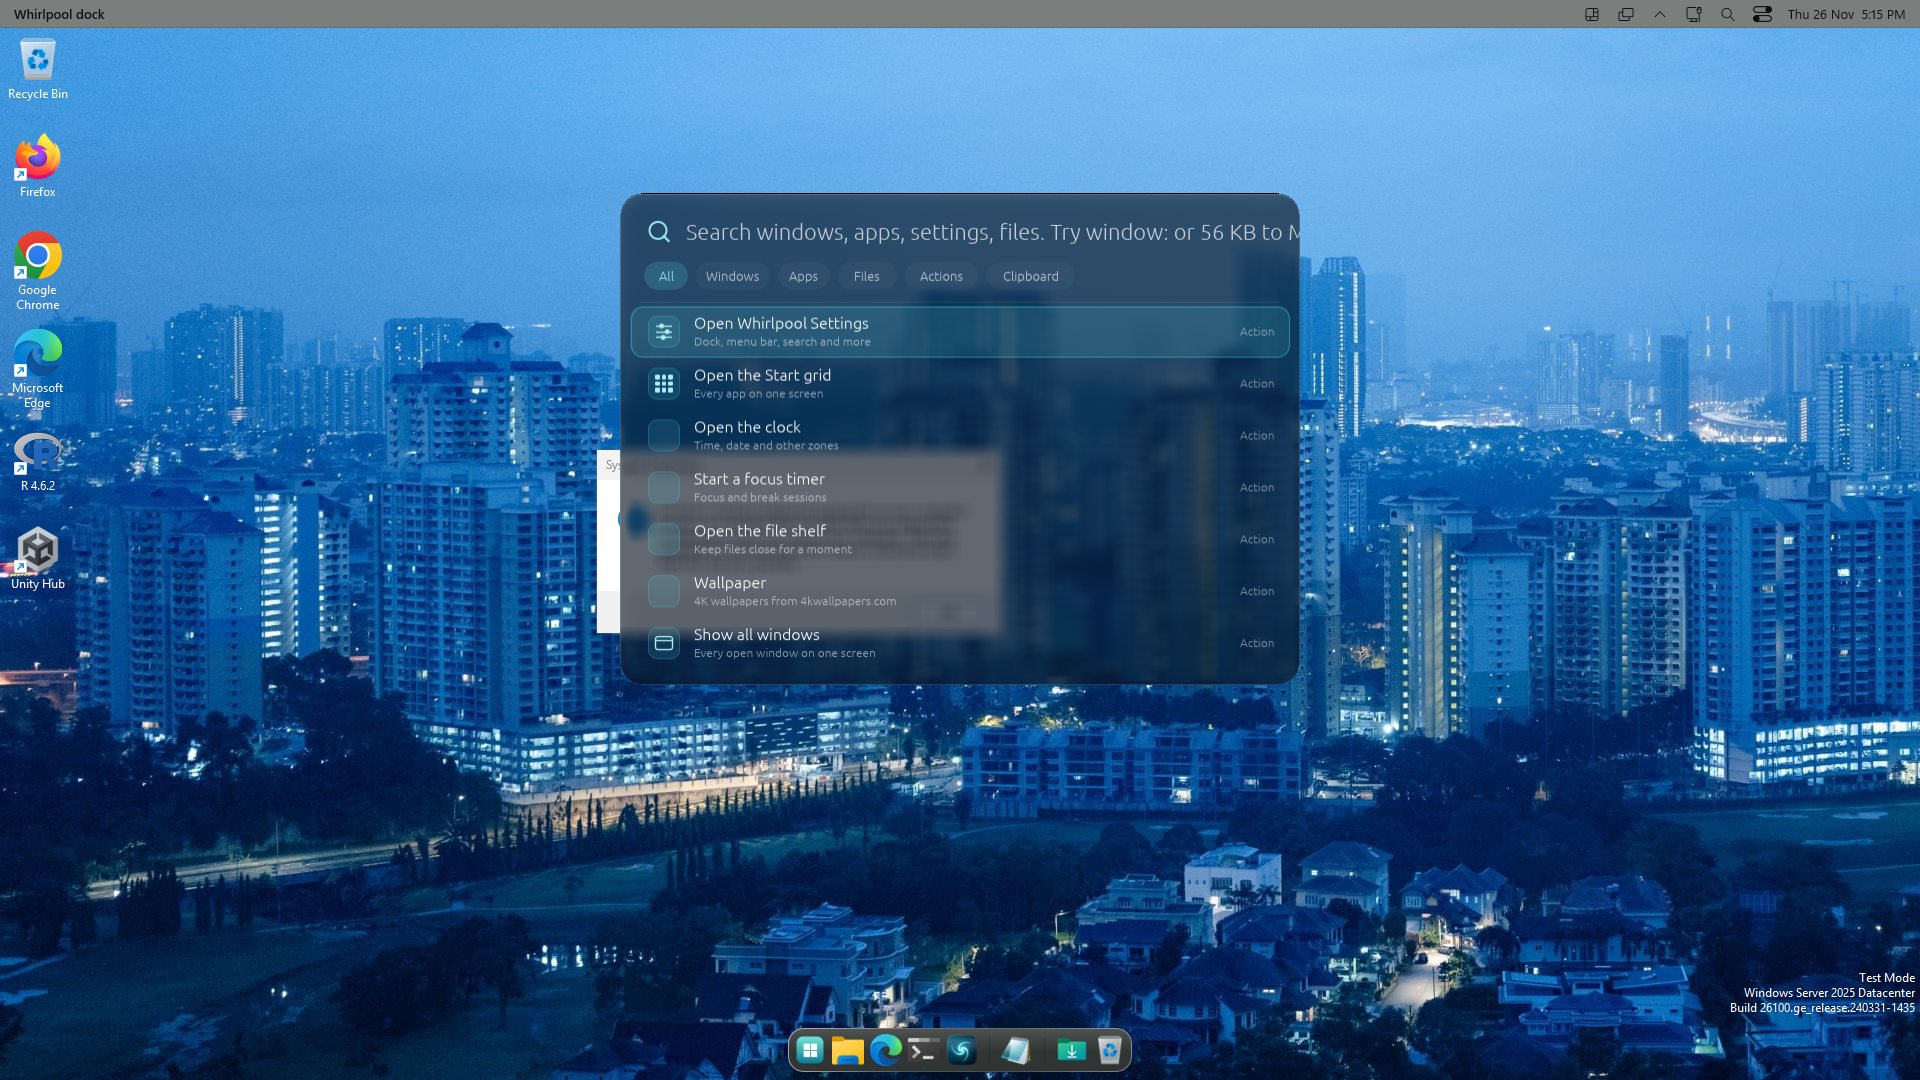 Whirlpool dock
Thu 26 Nov 5:15 PM
Recycle Bin
Firefox
Google
Chrome
Microsoft
Edge
R 4.6.2
Unity Hub
Search windows, apps, settings, files. Try window: or 56 KB to
All
Windows
Apps
Files
Actions
Clipboard
Open Whirlpool Settings
Dock, menu bar, search and more
Action
Open the Start grid
Every app on one screen
Action
Open the clock
Time, date and other zones
Action
Start a focus timer
Focus and break sessions
Action
Open the file shelf
Keep files close for a moment
Action
Wallpaper
4K wallpapers from 4kwallpapers.com
Action
Show all windows
Every open window on one screen
Action
Test Mode
Windows Server 2025 Datacenter
Build 26100.ge_release.240331-1435